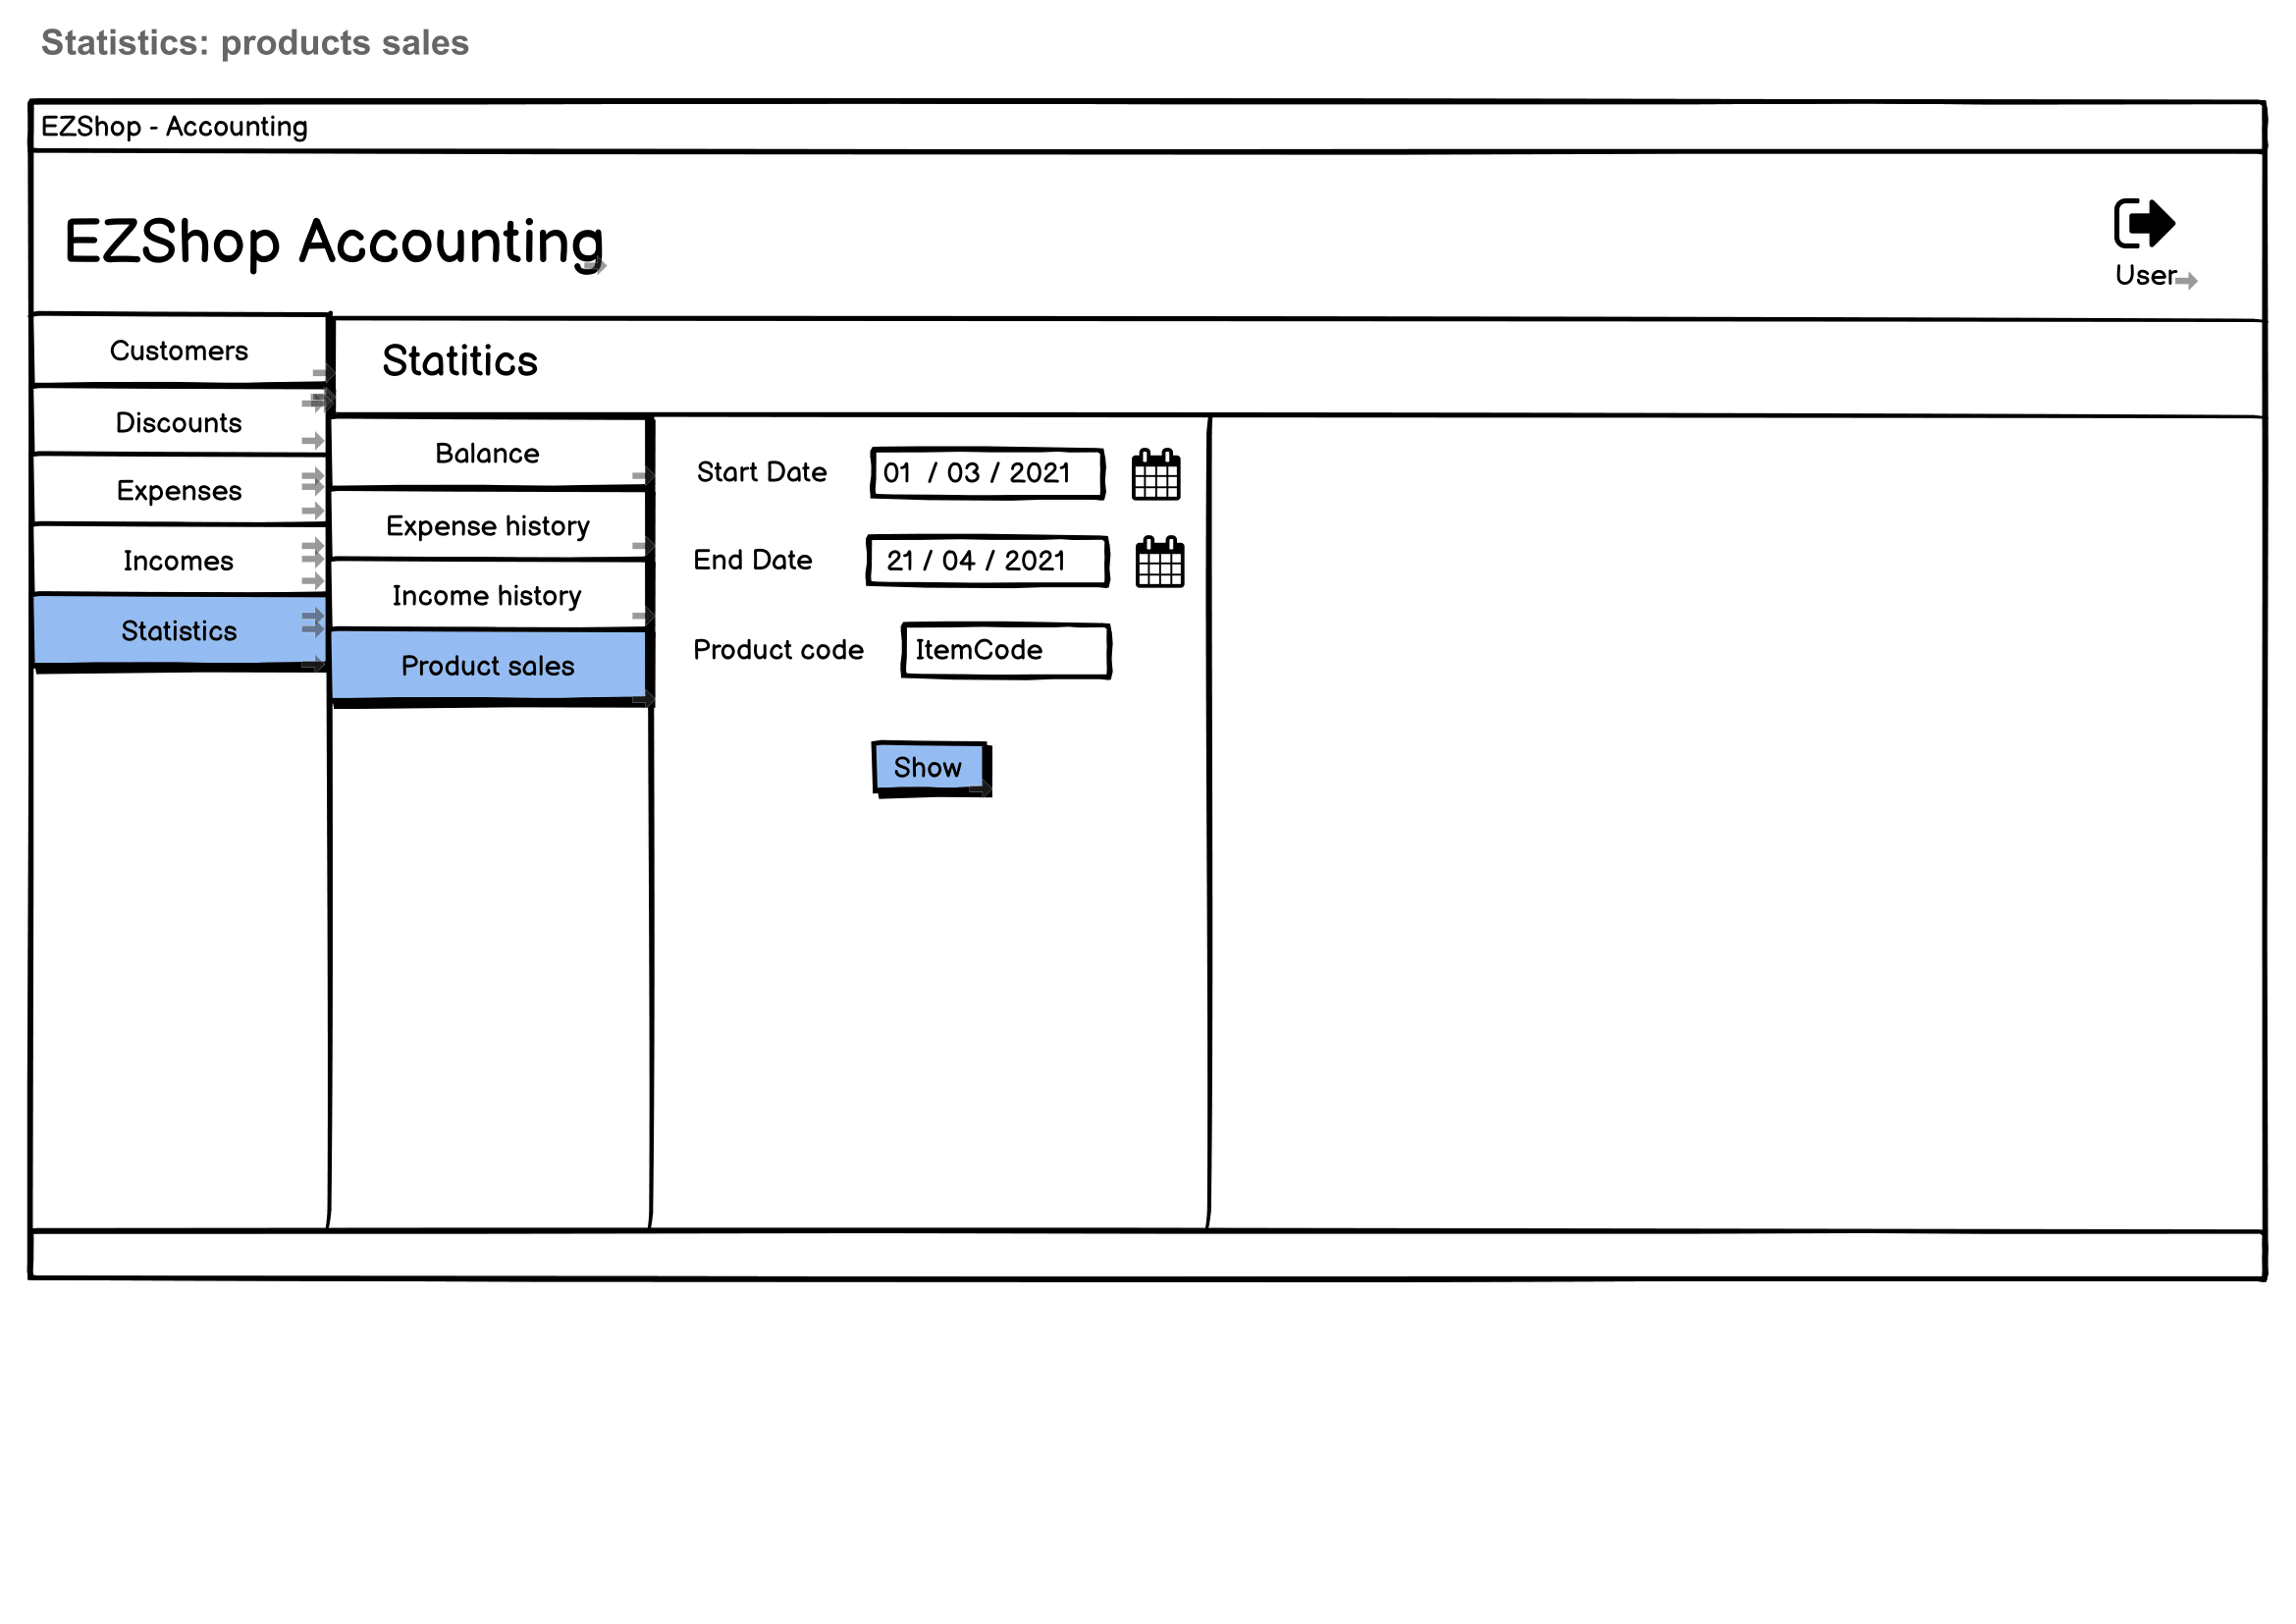 Statistics: products sales
EZShop - Accounting
EZShop Accounting
User
Customers
Discounts
Expenses
Incomes
Statistics
Statitics
Balance
Expense history
Income history
Product sales
Start Date 01 / 03 / 2021
End Date 21 / 04 / 2021
Product code ItemCode
Show